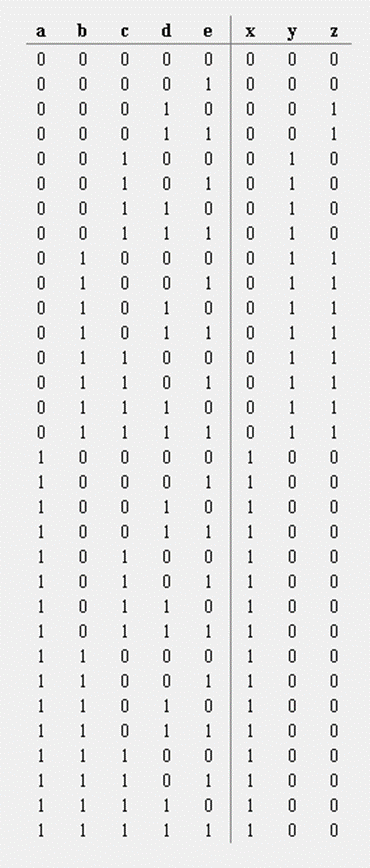 a b c d e x y z
0 0 0 0 0 0 0 0
0 0 0 0 1 0 0 0
0 0 0 1 0 0 0 1
0 0 0 1 1 0 0 1
0 0 1 0 0 0 1 0
0 0 1 0 1 0 1 0
0 0 1 1 0 0 1 0
0 0 1 1 1 0 1 0
0 1 0 0 0 0 1 1
0 1 0 0 1 0 1 1
0 1 0 1 0 0 1 1
0 1 0 1 1 0 1 1
0 1 1 0 0 0 1 1
0 1 1 0 1 0 1 1
0 1 1 1 0 0 1 1
0 1 1 1 1 0 1 1
1 0 0 0 0 1 0 0
1 0 0 0 1 1 0 0
1 0 0 1 0 1 0 0
1 0 0 1 1 1 0 0
1 0 1 0 0 1 0 0
1 0 1 0 1 1 0 0
1 0 1 1 0 1 0 0
1 0 1 1 1 1 0 0
1 1 0 0 0 1 0 0
1 1 0 0 1 1 0 0
1 1 0 1 0 1 0 0
1 1 0 1 1 1 0 0
1 1 1 0 0 1 0 0
1 1 1 0 1 1 0 0
1 1 1 1 0 1 0 0
1 1 1 1 1 1 0 0